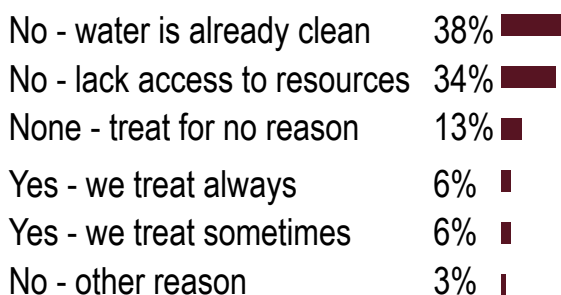 No - water is already clean 38%
No - lack access to resources 34%
None - treat for no reason 13%
Yes - we treat always 6%
Yes - we treat sometimes 6%
No - other reason 3%